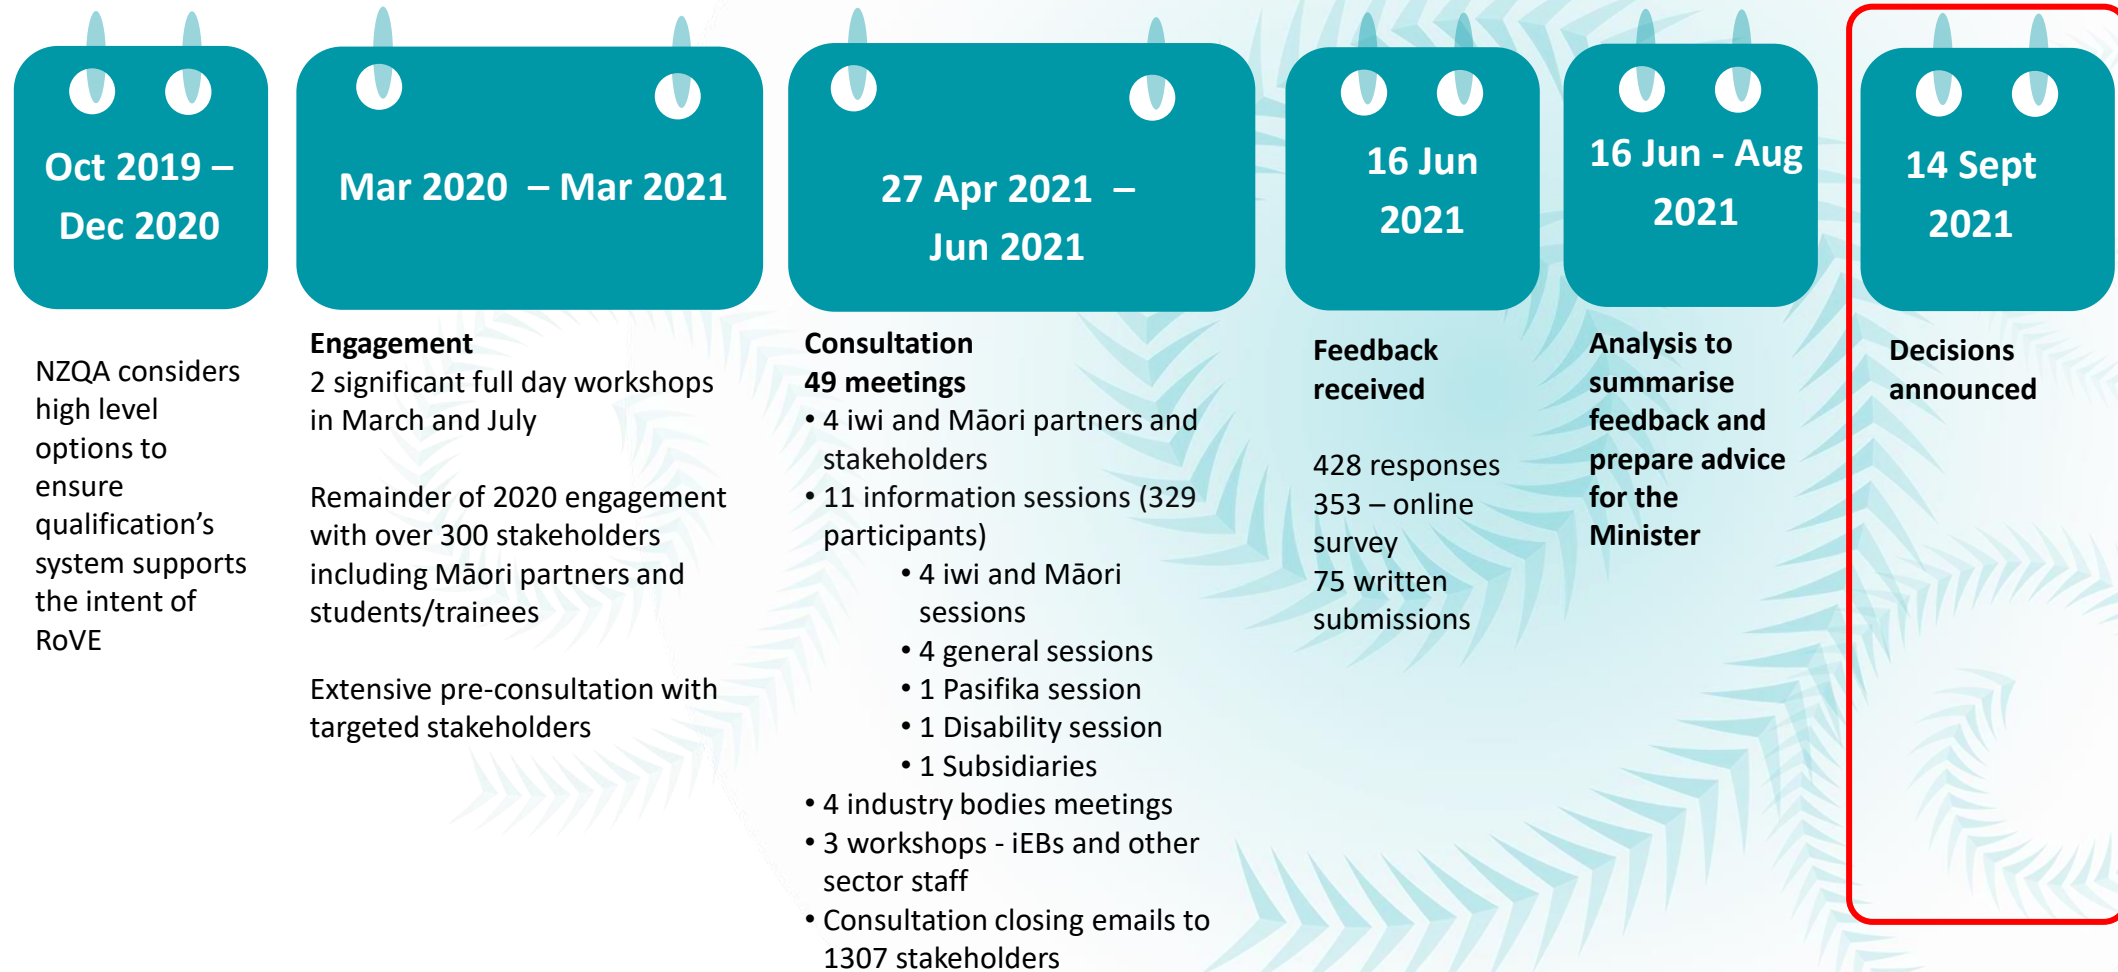 Oct 2019 –
Dec 2020
NZQA considers
high level
options to
ensure
qualification’s
system supports
the intent of
RoVE
Mar 2020 – Mar 2021
Engagement
2 significant full day workshops
in March and July
Remainder of 2020 engagement
with over 300 stakeholders
including Māori partners and
students/trainees
Extensive pre-consultation with
targeted stakeholders
27 Apr 2021 –
Jun 2021
Consultation
49 meetings
• 4 iwi and Māori partners and
stakeholders
• 11 information sessions (329
participants)
• 4 iwi and Māori
sessions
• 4 general sessions
• 1 Pasifika session
• 1 Disability session
• 1 Subsidiaries
• 4 industry bodies meetings
• 3 workshops - iEBs and other
sector staff
• Consultation closing emails to
1307 stakeholders
16 Jun
2021
Feedback
received
428 responses
353 – online
survey
75 written
submissions
16 Jun - Aug
2021
Analysis to
summarise
feedback and
prepare advice
for the
Minister
14 Sept
2021
Decisions
announced